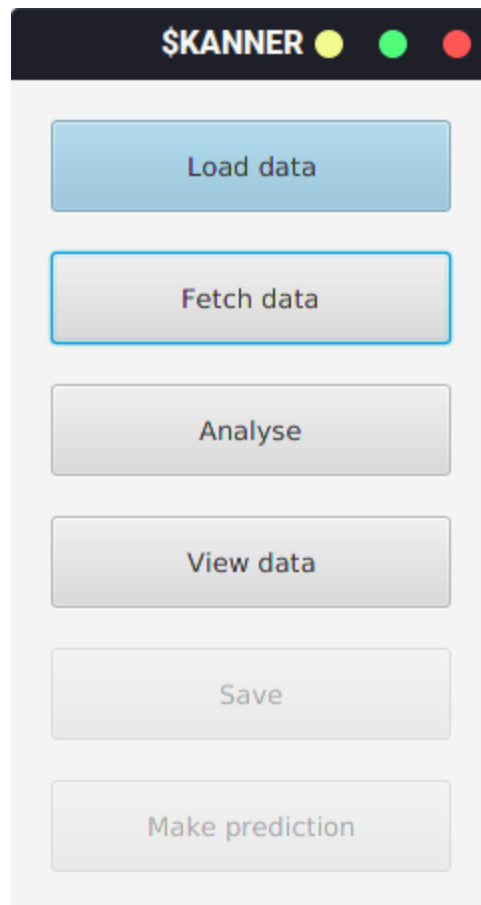 $KANNER
Load data
Fetch data
Analyse
View data
Save
Make prediction